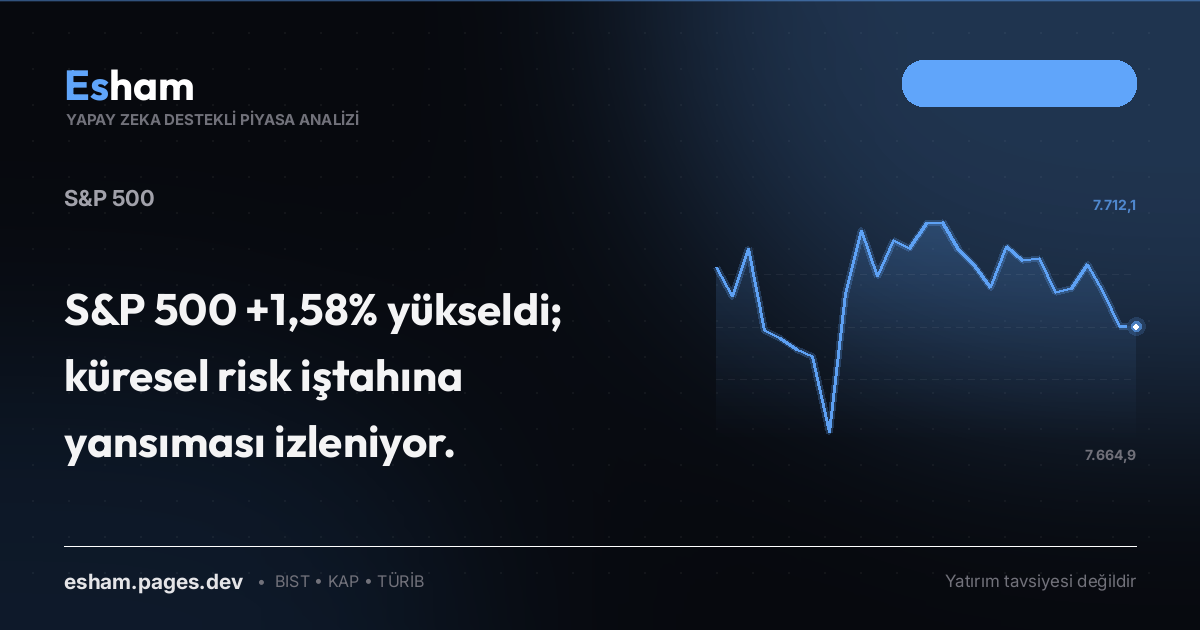 Esham
YAPAY ZEKA DESTEKLİ PİYASA ANALİZİ
S&P 500
S&P 500 +1,58% yükseldi;
küresel risk iştahına
yansıması izleniyor.
7.712,1
7.664,9
esham.pages.dev • BIST • KAP • TÜRİB
Yatırım tavsiyesi değildir